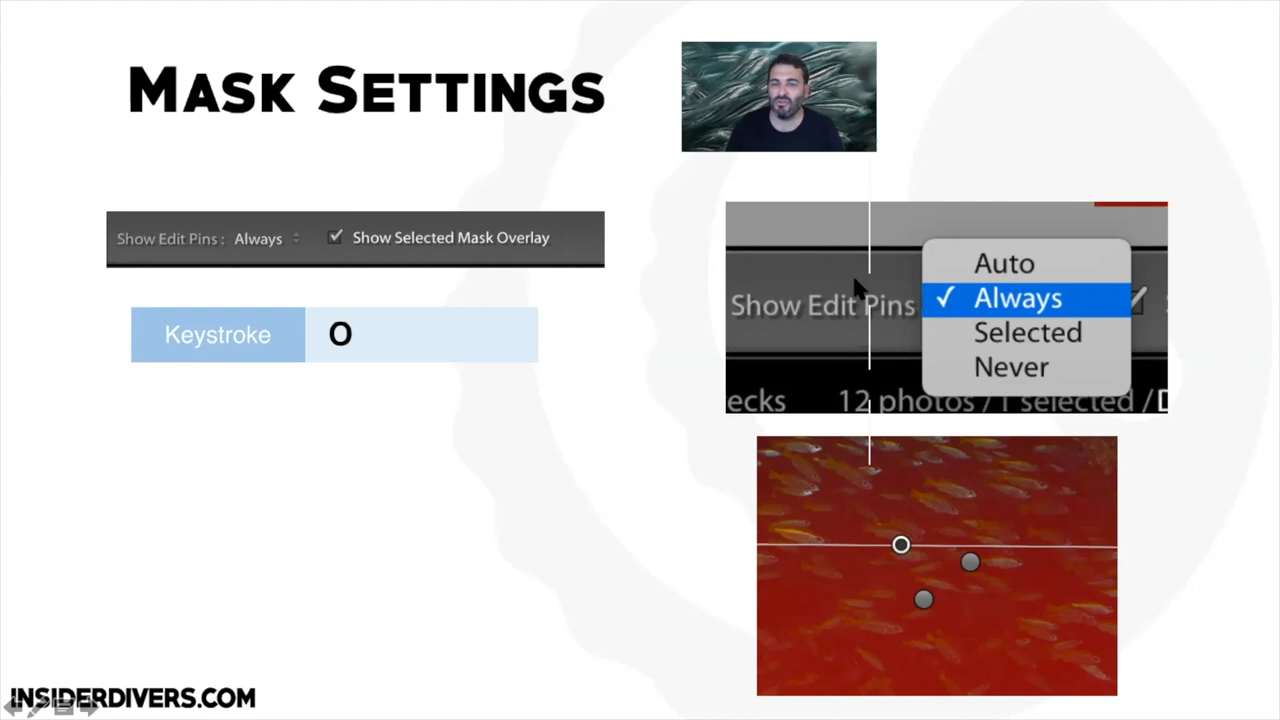 MASK SETTINGS
Show Edit Pins : Always
Show Selected Mask Overlay
Keystroke
O
Show Edit Pins
Auto
✓ Always
Selected
Never
ecks 12 photos / 1 selected /
INSIDERDIVERS.COM